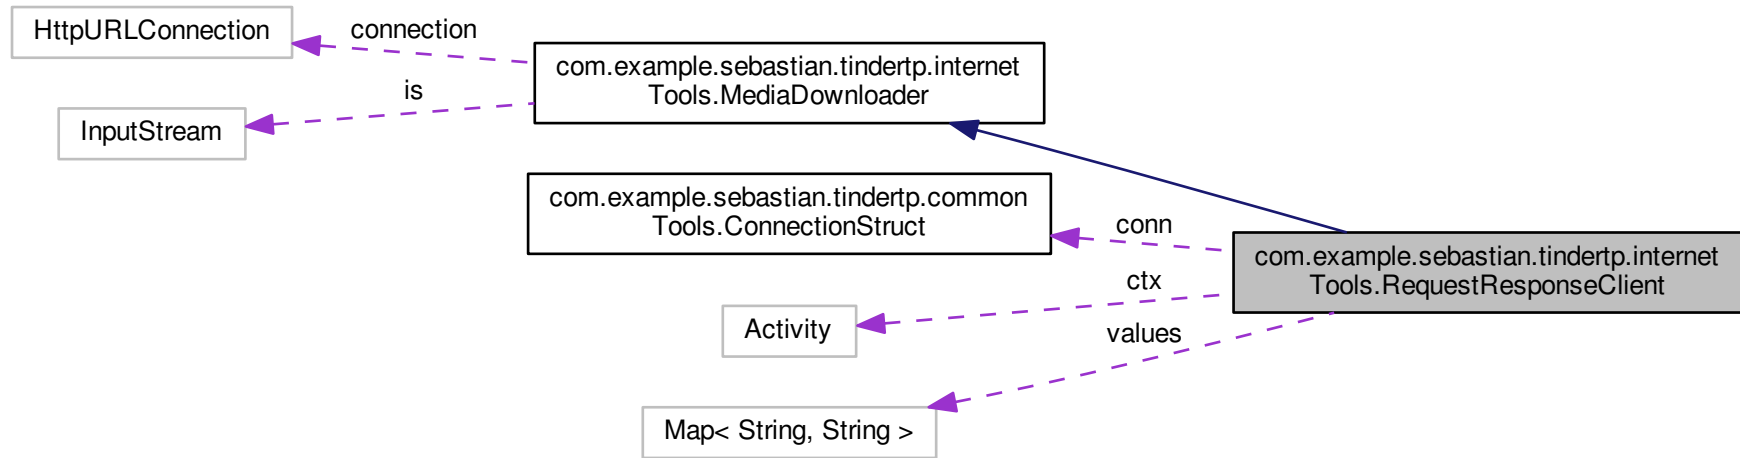 HttpURLConnection
connection
com.example.sebastian.tindertp.internet
Tools.MediaDownloader
is
InputStream
com.example.sebastian.tindertp.common
Tools.ConnectionStruct
conn
com.example.sebastian.tindertp.internet
Tools.RequestResponseClient
ctx
Activity
values
Map< String, String >